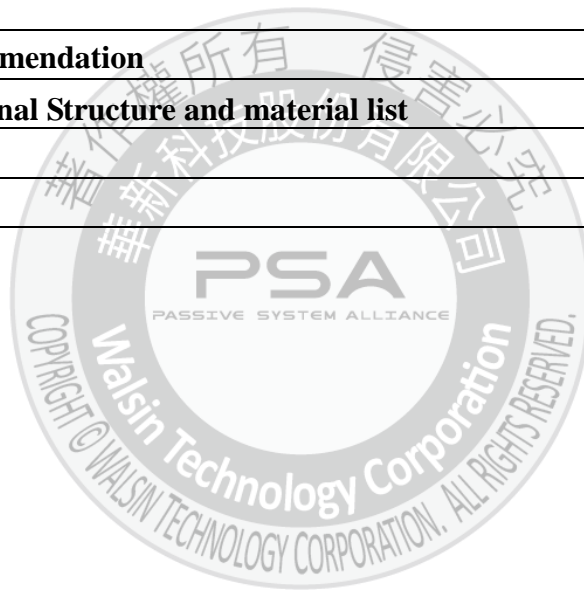 mendation
nal Structure and material list
著作權所有 侵害必究
華新科技股份有限公司
PSA
PASSIVE SYSTEM ALLIANCE
Walsin Technology Corporation
COPYRIGHT © WALSIN TECHNOLOGY CORPORATION. ALL RIGHTS RESERVED.